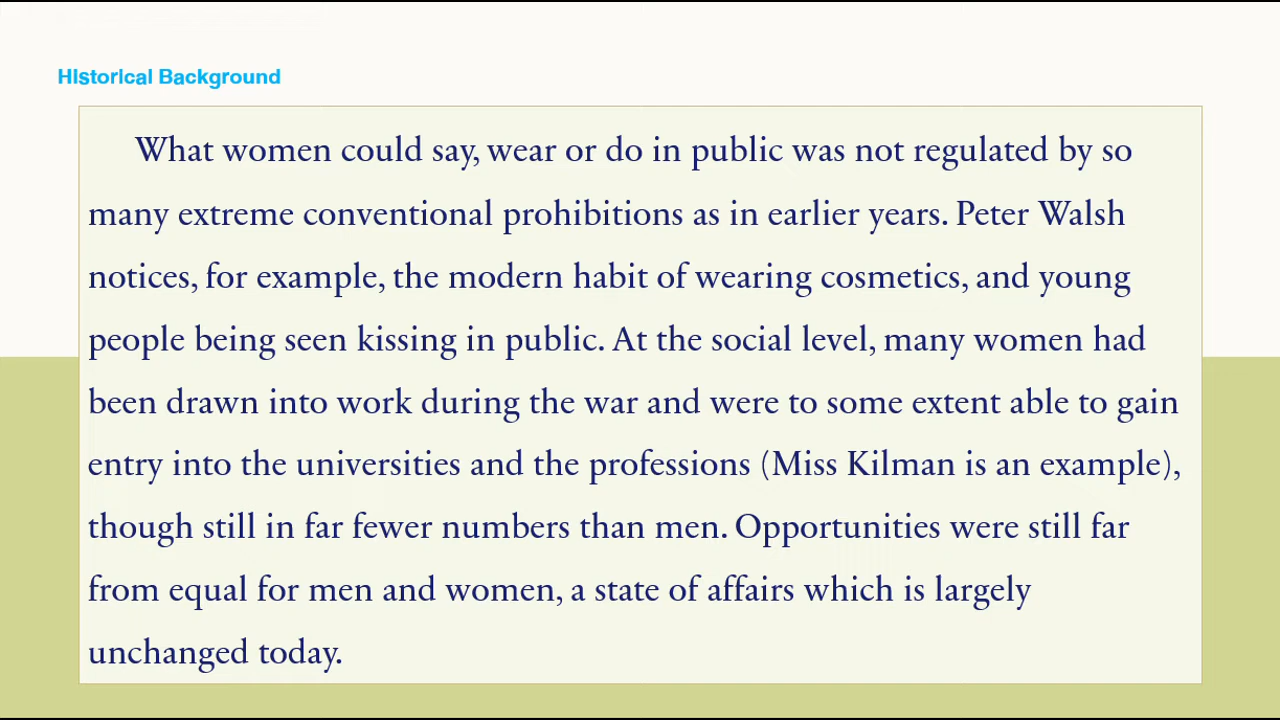 Historical Background
What women could say, wear or do in public was not regulated by so
many extreme conventional prohibitions as in earlier years. Peter Walsh
notices, for example, the modern habit of wearing cosmetics, and young
people being seen kissing in public. At the social level, many women had
been drawn into work during the war and were to some extent able to gain
entry into the universities and the professions (Miss Kilman is an example),
though still in far fewer numbers than men. Opportunities were still far
from equal for men and women, a state of affairs which is largely
unchanged today.